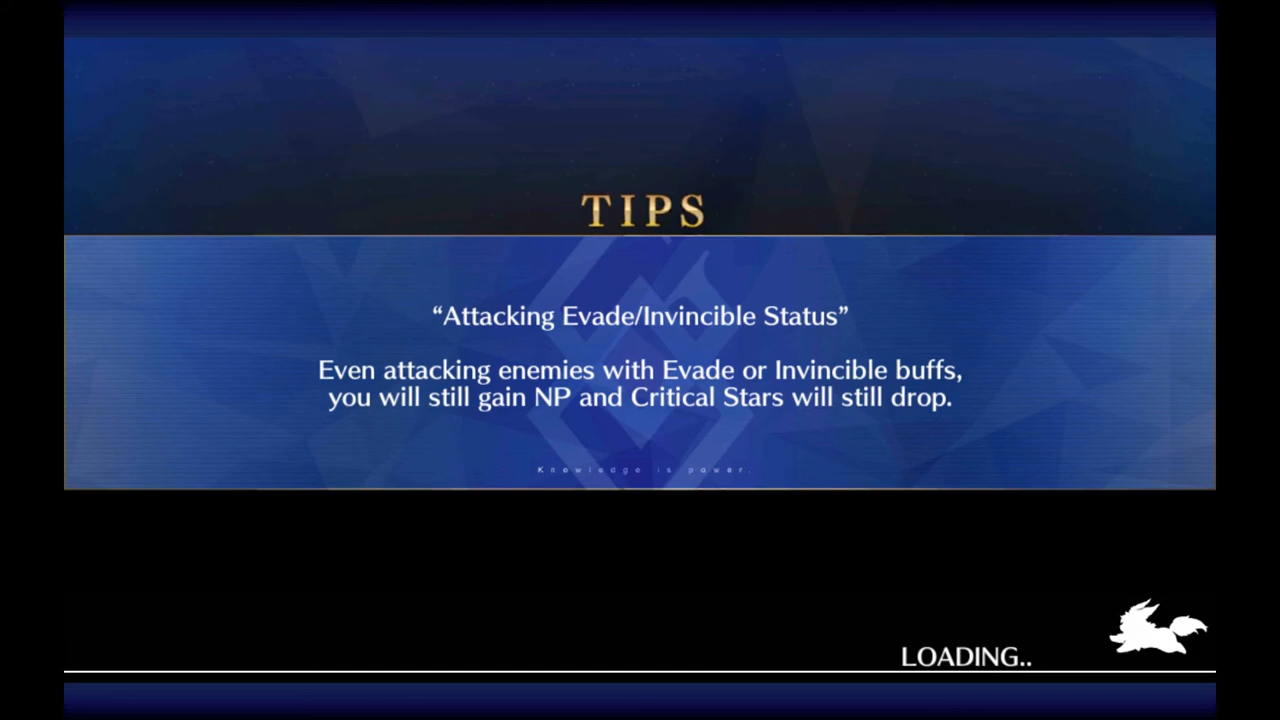 TIPS
“Attacking Evade/Invincible Status”
Even attacking enemies with Evade or Invincible buffs,
you will still gain NP and Critical Stars will still drop.
Knowledge is power.
LOADING..